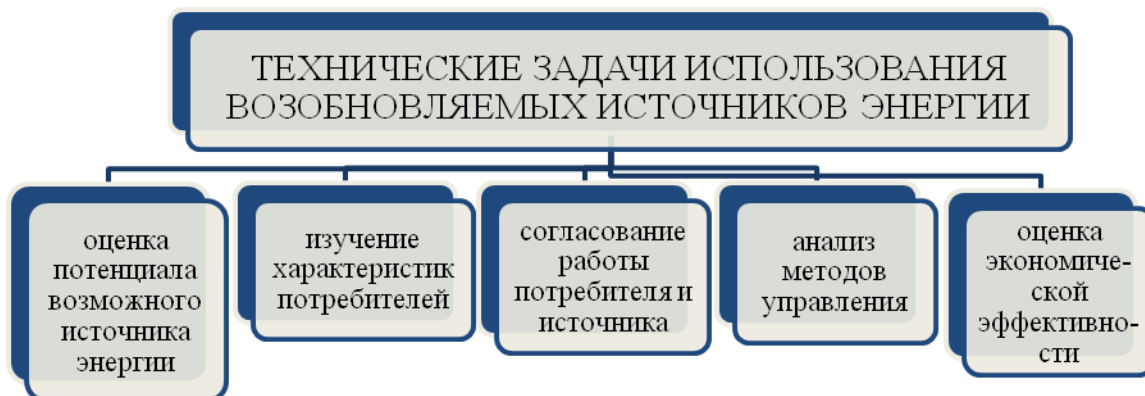 ТЕХНИЧЕСКИЕ ЗАДАЧИ ИСПОЛЬЗОВАНИЯ
ВОЗОБНОВЛЯЕМЫХ ИСТОЧНИКОВ ЭНЕРГИИ
оценка
потенциала
возможного
источника
энергии
изучение
характеристик
потребителей
согласование
работы
потребителя и
источника
анализ
методов
управления
оценка
экономиче-
ской
эффективно-
сти